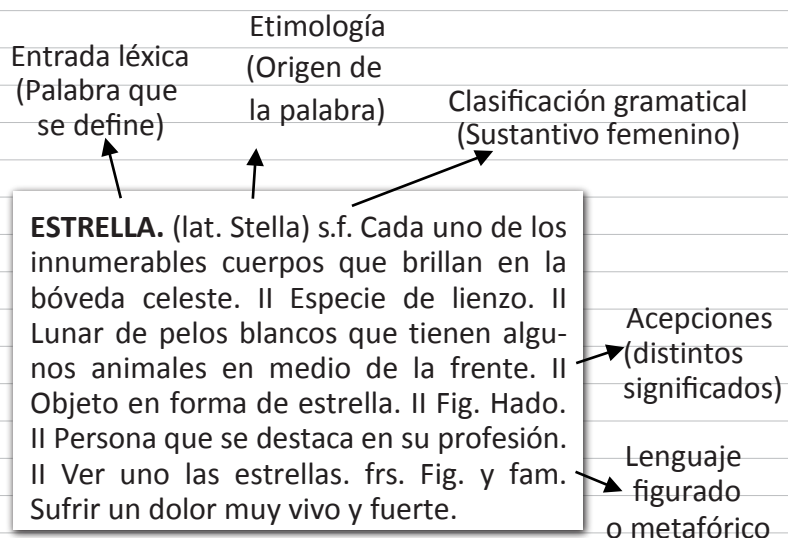 Etimología
(Origen de
la palabra)
Entrada léxica
(Palabra que
se define)
Clasificación gramatical
(Sustantivo femenino)
ESTRELLA. (lat. Stella) s.f. Cada uno de los
innumerables cuerpos que brillan en la
bóveda celeste. II Especie de lienzo. II
Lunar de pelos blancos que tienen algu-
nos animales en medio de la frente. II
Objeto en forma de estrella. II Fig. Hado.
II Persona que se destaca en su profesión.
II Ver uno las estrellas. frs. Fig. y fam.
Sufrir un dolor muy vivo y fuerte.
Acepciones
(distintos
significados)
Lenguaje
figurado
o metafórico